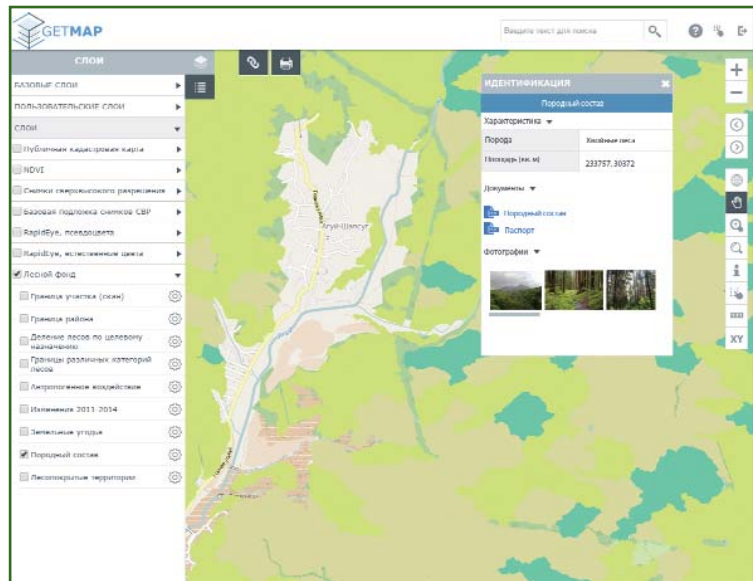 GETMAP
Введите текст для поиска
СЛОИ
БАЗОВЫЕ СЛОИ
ПОЛЬЗОВАТЕЛЬСКИЕ СЛОИ
СЛОИ
Публичная кадастровая карта
NDVI
Снимки сверхвысокого разрешения
Базовая подложка снимков СВР
RapidEye, псевдоцвета
RapidEye, естественные цвета
Лесной фонд
Граница участка (скан)
Граница района
Деление лесов по целевому
назначению
Границы различных категорий
лесов
Антропогенное воздействие
Изменения 2011-2014
Земельные угодья
Породный состав
Лесопокрытые территории
Агуй-Шапсуг
ИДЕНТИФИКАЦИЯ
Породный состав
Характеристика
Порода
Хвойные леса
Площадь (кв. м)
233757.30372
Документы
Породный состав
Паспорт
Фотографии
XY